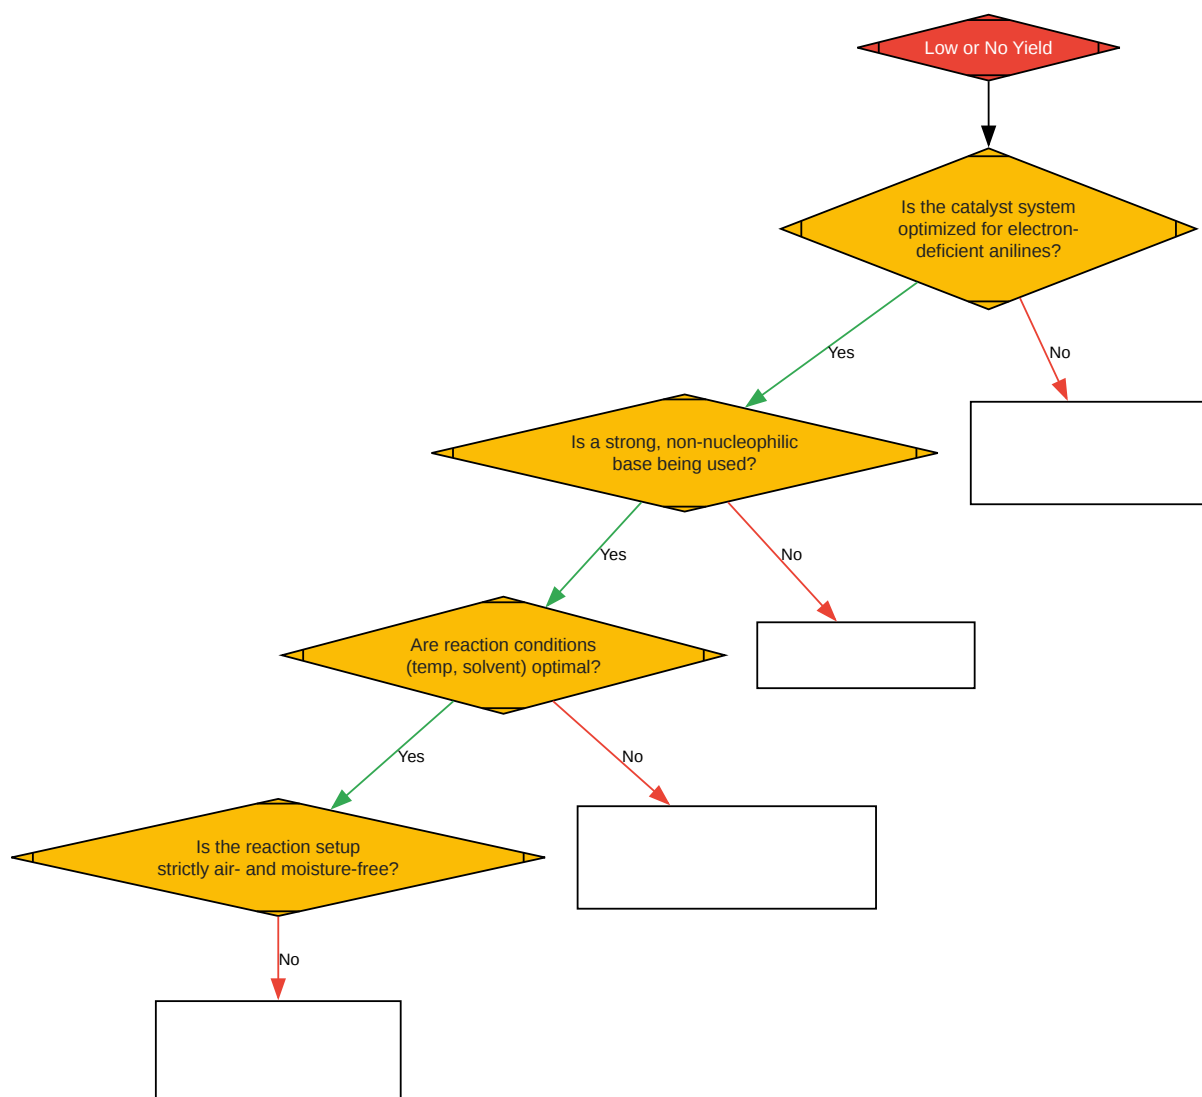 Low or No Yield
Is the catalyst system
optimized for electron-
deficient anilines?
Yes
No
Is a strong, non-nucleophilic
base being used?
Yes
No
Are reaction conditions
(temp, solvent) optimal?
Yes
No
Is the reaction setup
strictly air- and moisture-free?
No